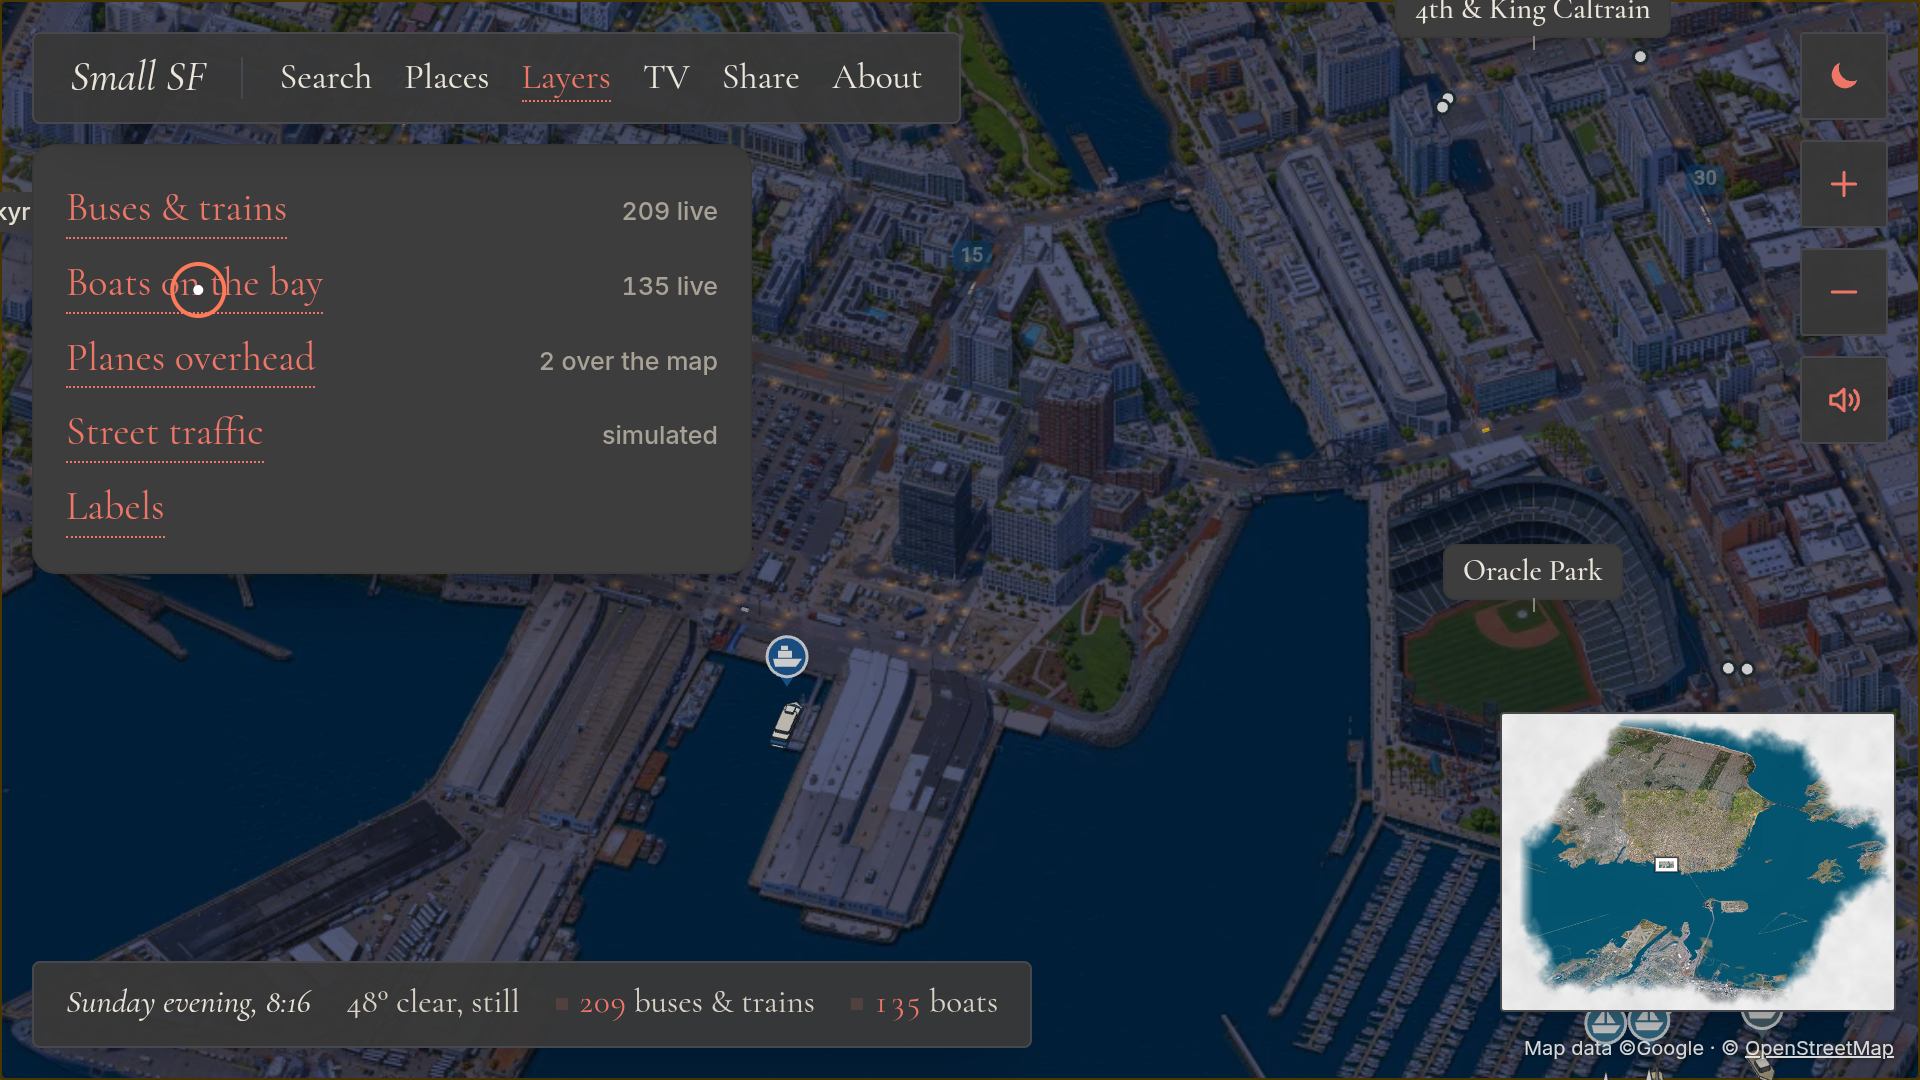 4th & King Caltrain
Small SF
Search
Places
Layers
TV
Share
About
kyr
Buses & trains
209 live
Boats on the bay
135 live
Planes overhead
2 over the map
Street traffic
simulated
Labels
30
15
Oracle Park
Sunday evening, 8:16
48° clear, still
209 buses & trains
135 boats
Map data ©Google · © OpenStreetMap